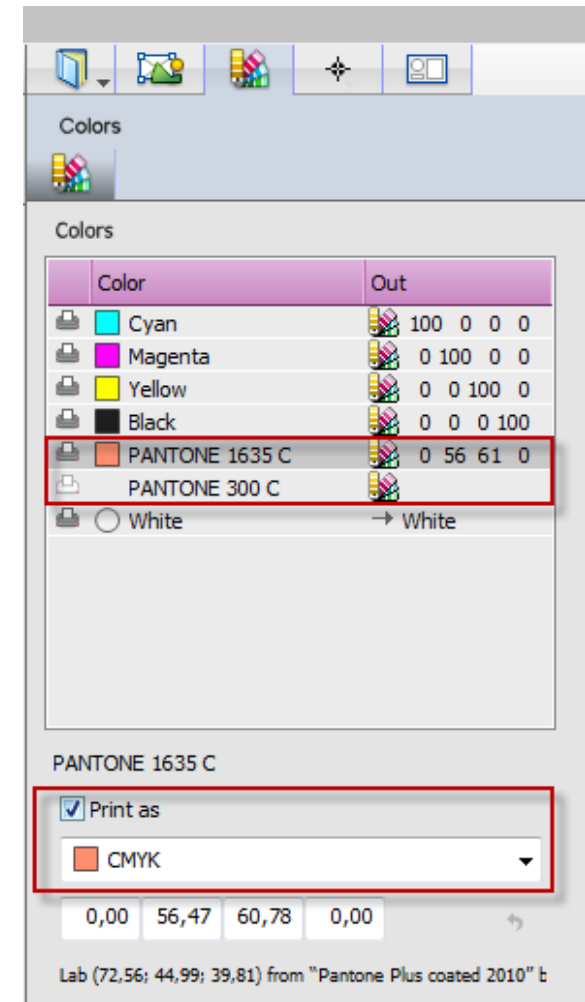 Colors
Colors
Color Out
Cyan 100 0 0 0
Magenta 0 100 0 0
Yellow 0 0 100 0
Black 0 0 0 100
PANTONE 1635 C 0 56 61 0
PANTONE 300 C
White → White
PANTONE 1635 C
Print as
CMYK
0,00 56,47 60,78 0,00
Lab (72,56; 44,99; 39,81) from "Pantone Plus coated 2010"